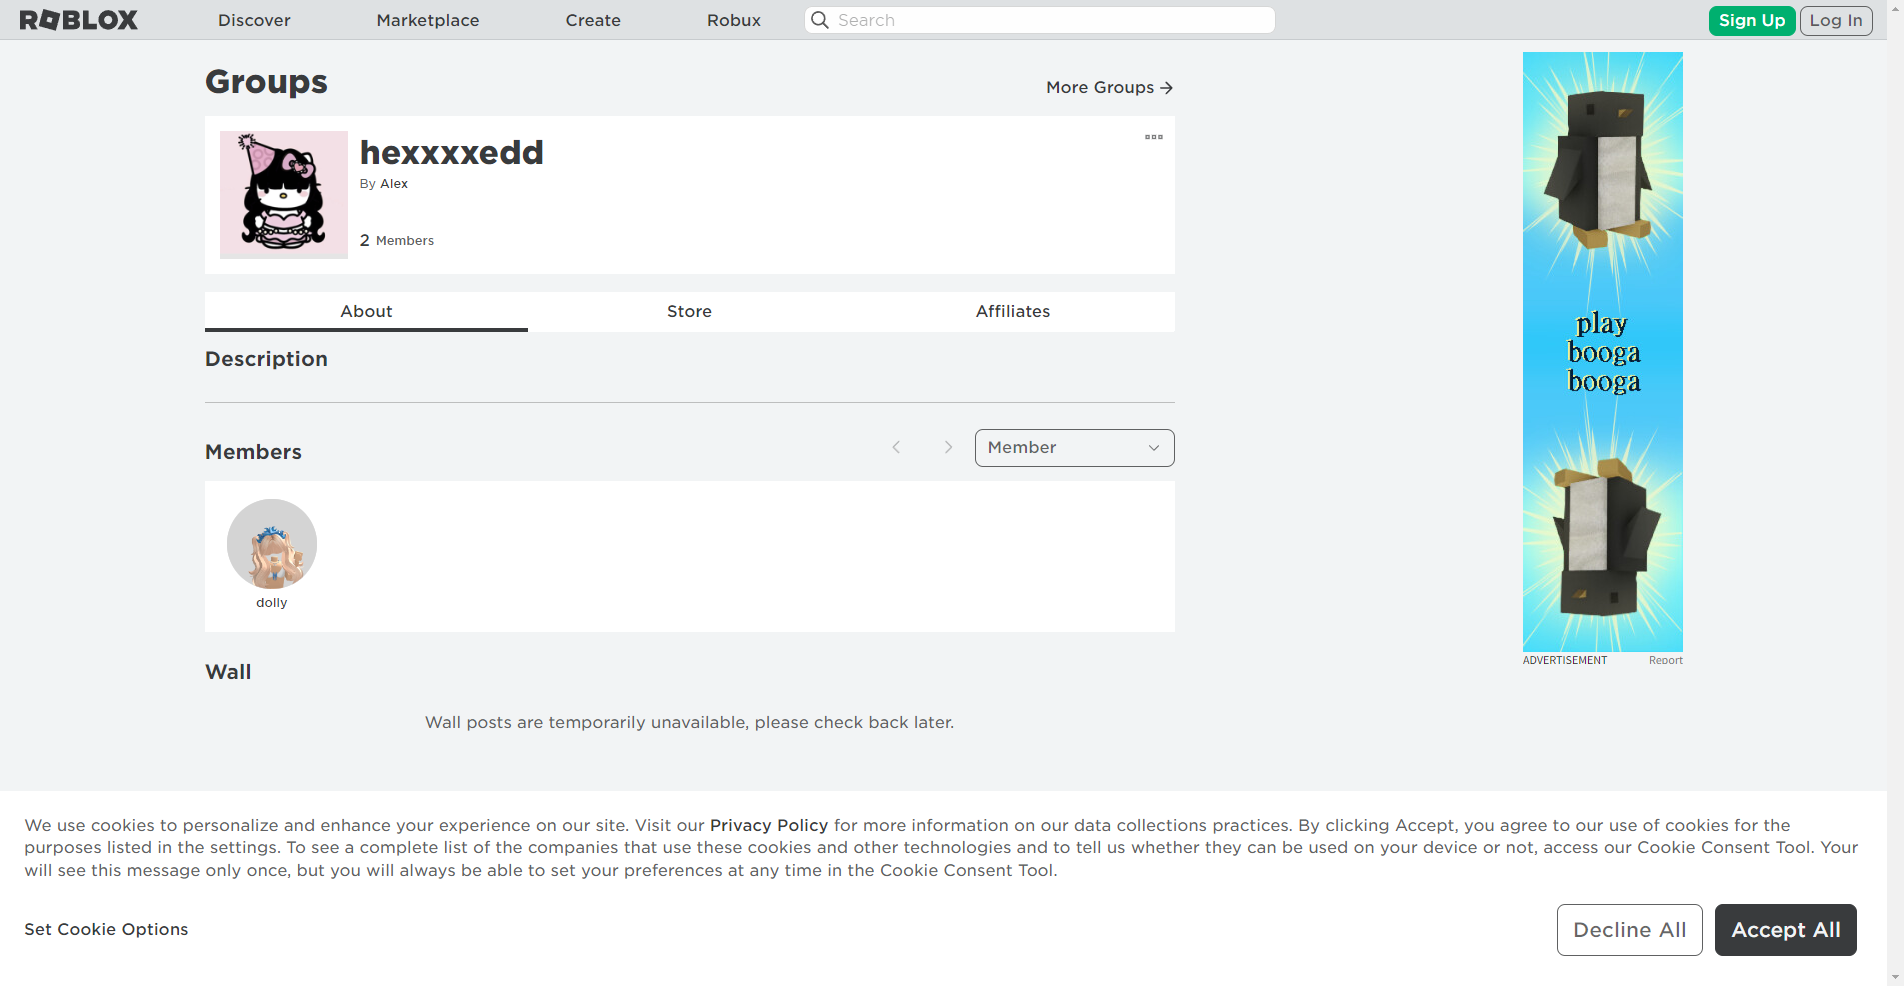 ROBLOX
Discover
Marketplace
Create
Robux
Search
Sign Up
Log In
Groups
More Groups
hexxxxedd
By Alex
2 Members
About
Store
Affiliates
Description
Members
Member
dolly
Wall
Wall posts are temporarily unavailable, please check back later.
play
booga
booga
ADVERTISEMENT
Report
We use cookies to personalize and enhance your experience on our site. Visit our Privacy Policy for more information on our data collections practices. By clicking Accept, you agree to our use of cookies for the
purposes listed in the settings. To see a complete list of the companies that use these cookies and other technologies and to tell us whether they can be used on your device or not, access our Cookie Consent Tool. Your
will see this message only once, but you will always be able to set your preferences at any time in the Cookie Consent Tool.
Set Cookie Options
Decline All
Accept All